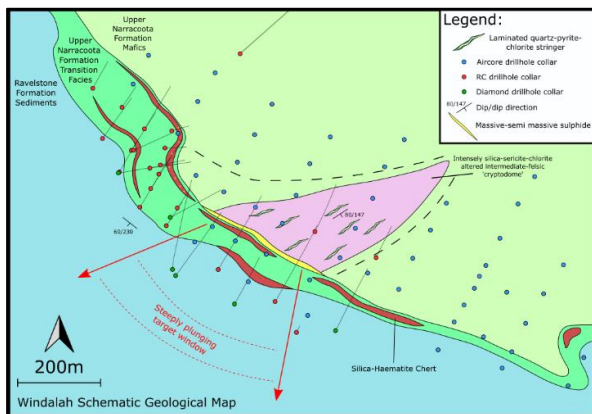 Upper
Narracoota
Formation
Mafics
Upper
Narracoota
Formation
Transition
Facies
Ravelstone
Formation
Sediments
Legend:
Laminated quartz-pyrite-
chlorite stringer
Aircore drillhole collar
RC drillhole collar
Diamond drillhole collar
80/147
Dip/dip direction
Massive-semi massive sulphide
Intensely silica-sericite-chlorite
altered intermediate-felsic
'cryptodome'
80/147
60/230
Steeply plunging
target window
200m
Silica-Haematite Chert
Windalah Schematic Geological Map